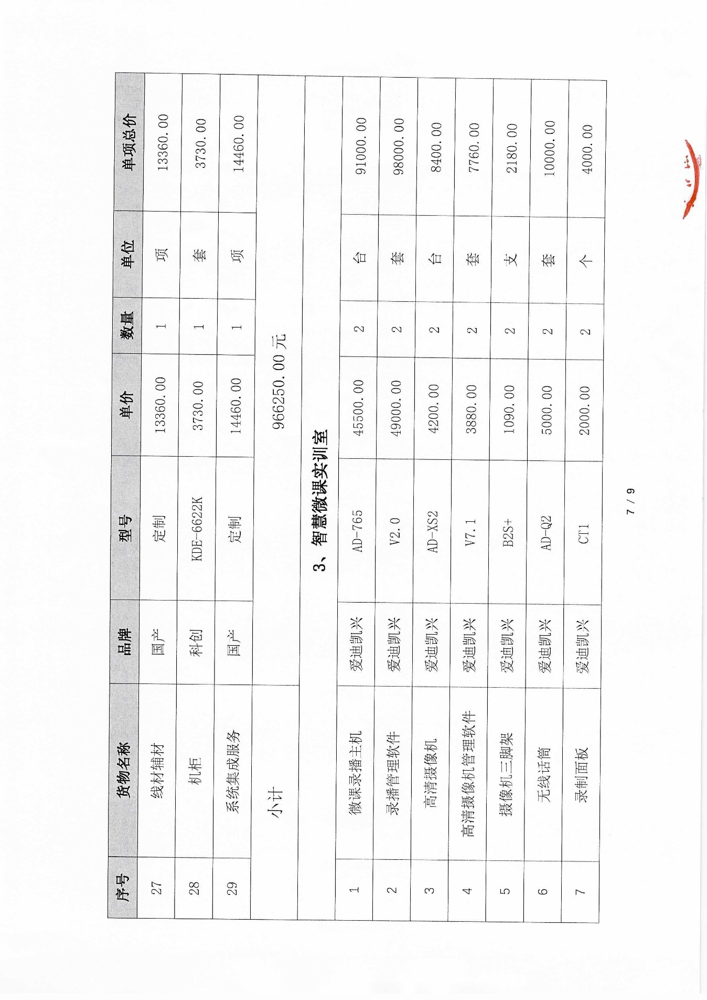 序号 货物名称 品牌 型号 单价 数量 单位 单项总价
27 线材辅材 国产 定制 13360.00 1 项 13360.00
28 机柜 科创 KDE-6622K 3730.00 1 套 3730.00
29 系统集成服务 国产 定制 14460.00 1 项 14460.00
小计 966250.00 元
3、智慧微课实训室
1 微课录播主机 爱迪凯兴 AD-765 45500.00 2 台 91000.00
2 录播管理软件 爱迪凯兴 V2.0 49000.00 2 套 98000.00
3 高清摄像机 爱迪凯兴 AD-XS2 4200.00 2 台 8400.00
4 高清摄像机管理软件 爱迪凯兴 V7.1 3880.00 2 套 7760.00
5 摄像机三脚架 爱迪凯兴 B2S+ 1090.00 2 支 2180.00
6 无线话筒 爱迪凯兴 AD-Q2 5000.00 2 套 10000.00
7 录制面板 爱迪凯兴 CT1 2000.00 2 个 4000.00
7 / 9